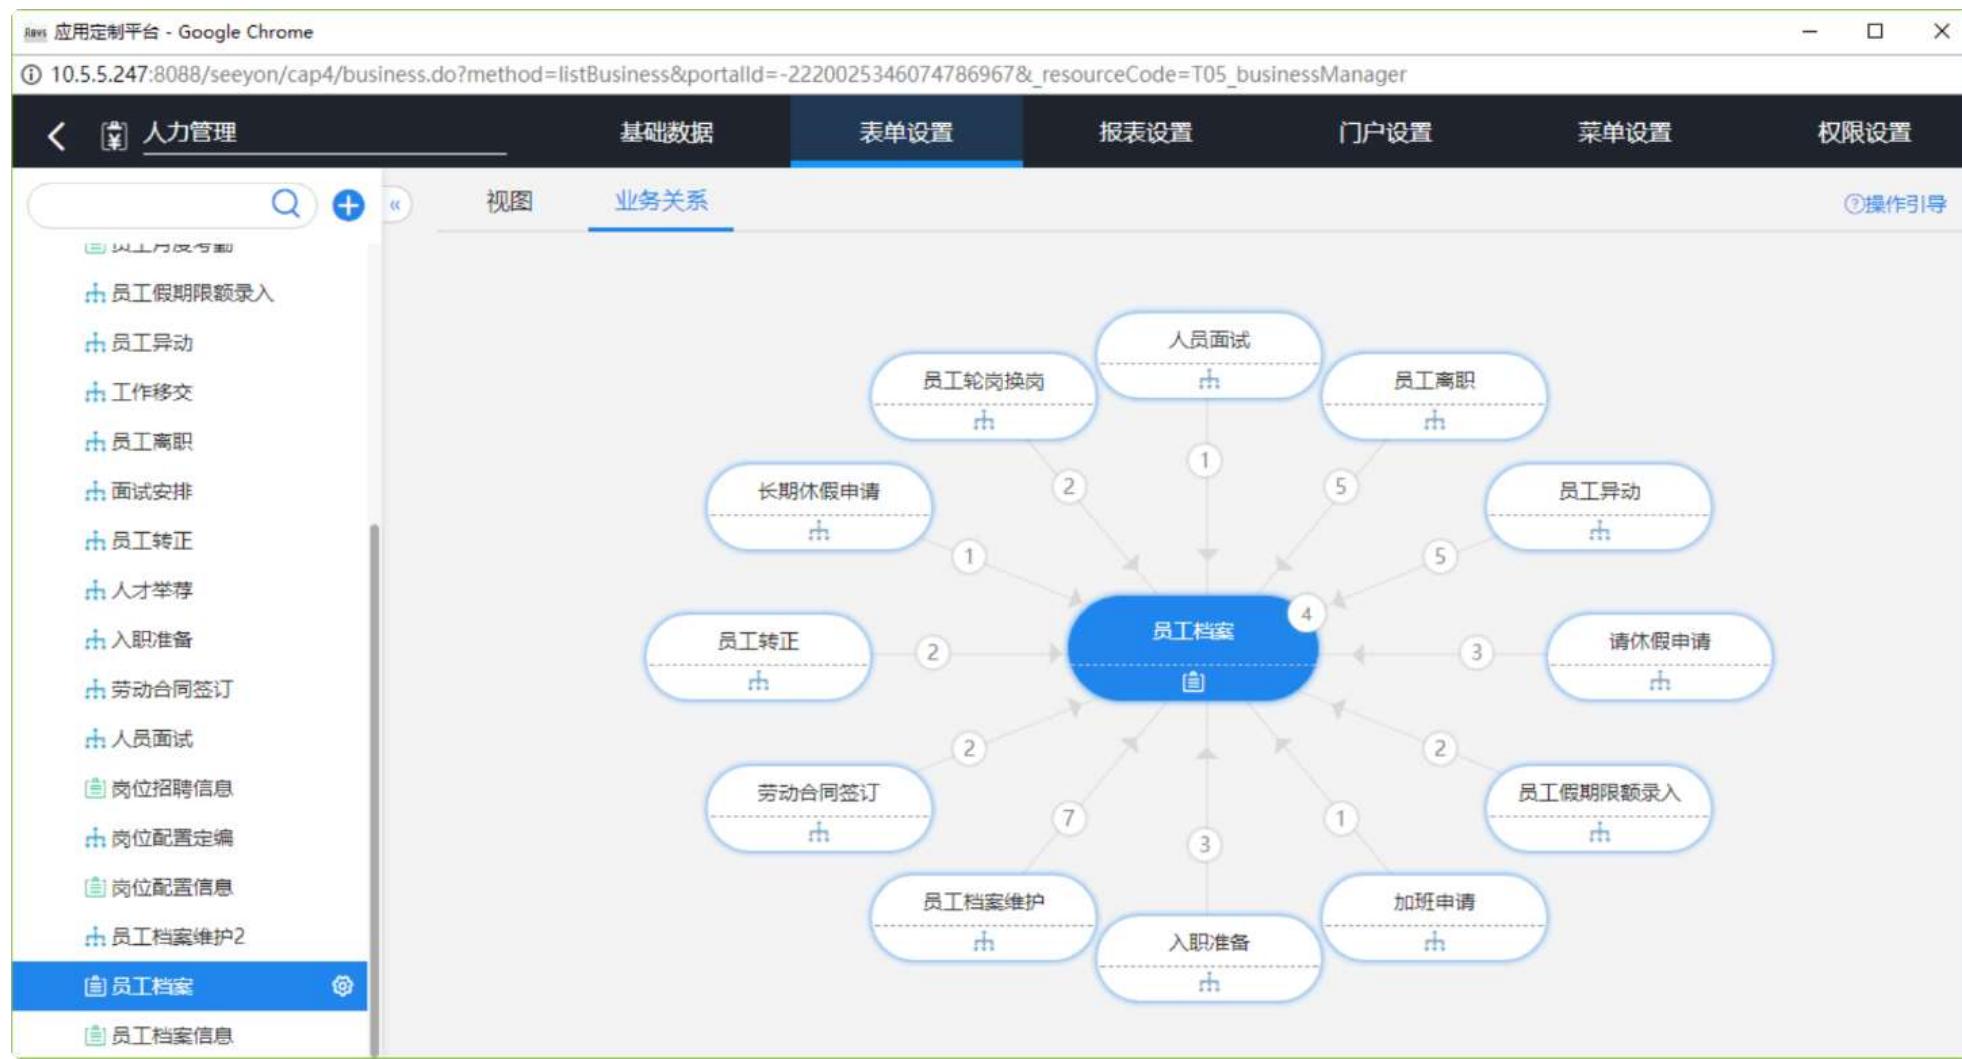 应用定制平台 - Google Chrome
10.5.5.247:8088/seeyon/cap4/business.do?method=listBusiness&portalId=-2220025346074786967&_resourceCode=T05_businessManager
人力管理 基础数据 表单设置 报表设置 门户设置 菜单设置 权限设置
« 视图 业务关系 操作引导
员工月度考勤
员工假期限额录入
员工异动
工作移交
员工离职
面试安排
员工转正
人才举荐
入职准备
劳动合同签订
人员面试
岗位招聘信息
岗位配置定编
岗位配置信息
员工档案维护2
员工档案
员工档案信息
人员面试
员工轮岗换岗
员工离职
1
2
5
长期休假申请
员工异动
1
5
员工档案
4
员工转正
2
3
请休假申请
2
2
劳动合同签订
员工假期限额录入
7
3
1
员工档案维护
加班申请
入职准备